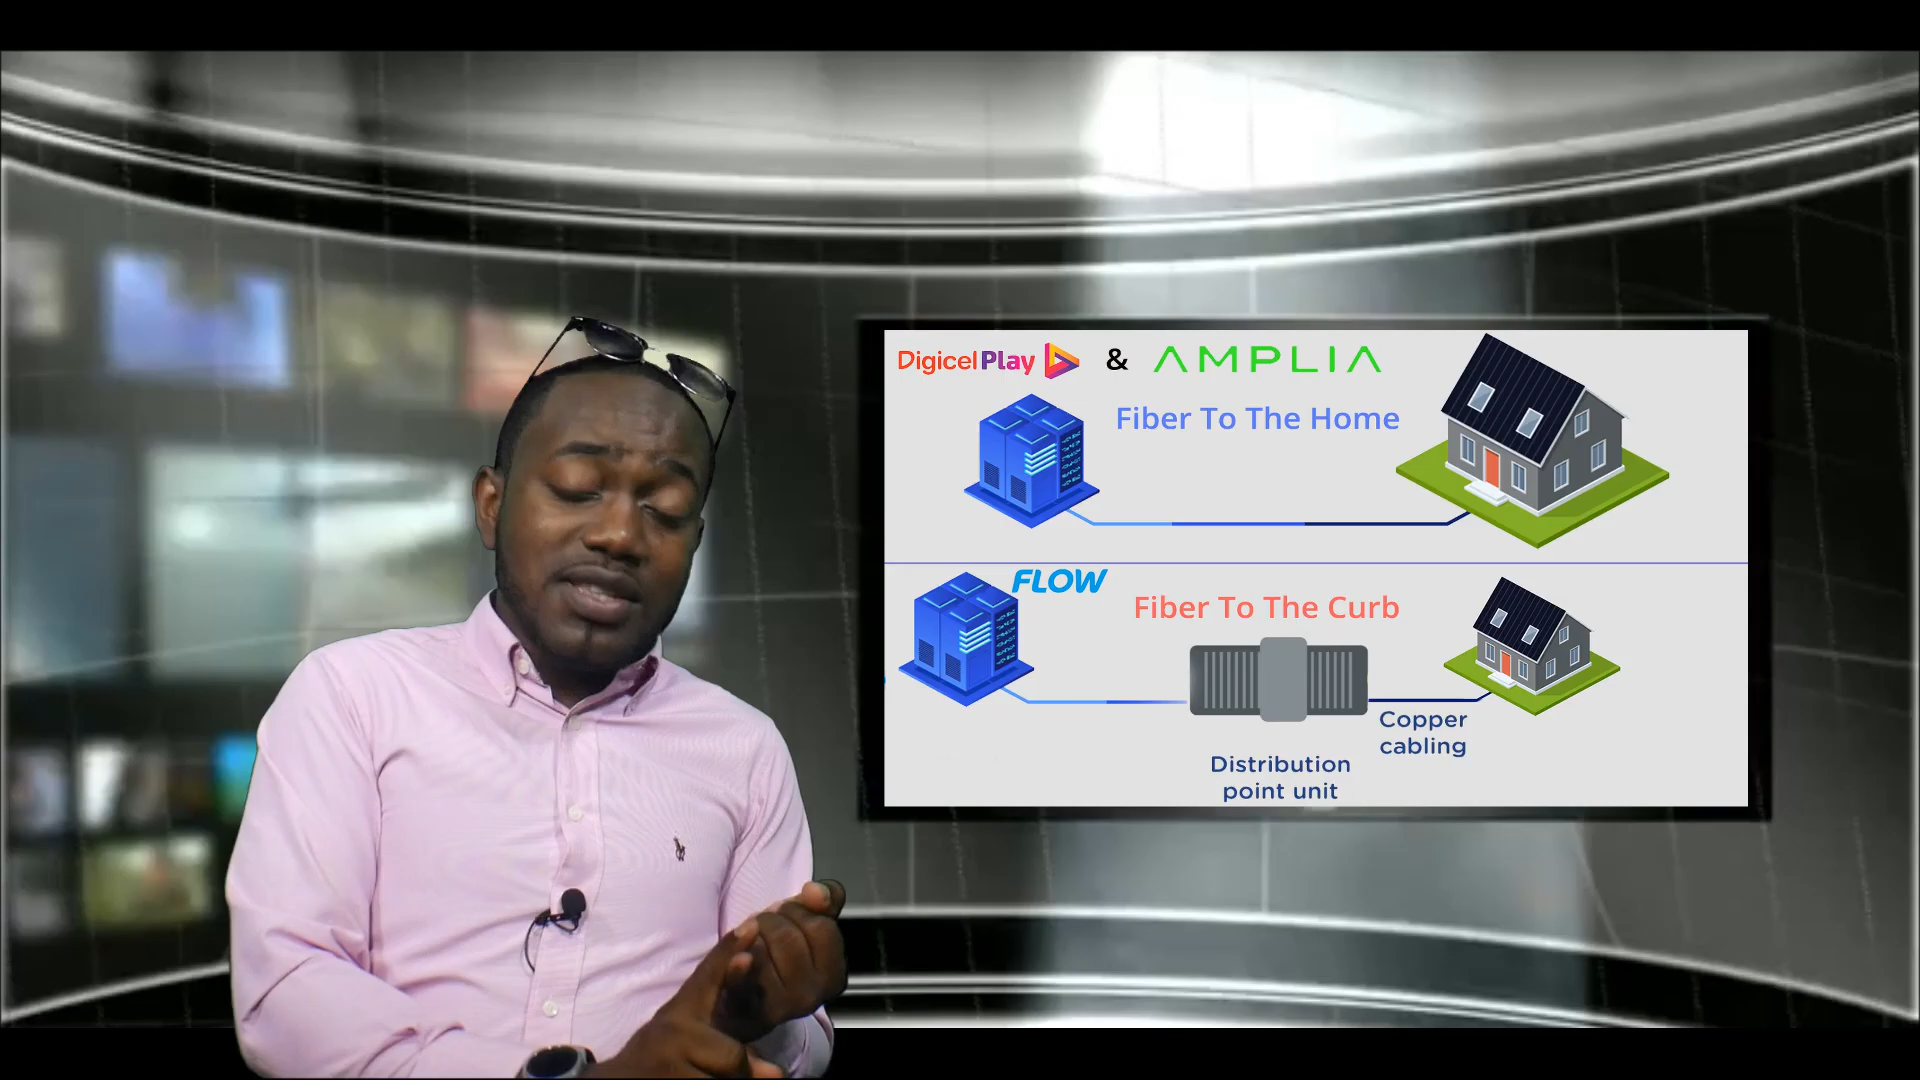 DigicelPlay & AMPLIA
Fiber To The Home
FLOW
Fiber To The Curb
Copper
cabling
Distribution
point unit